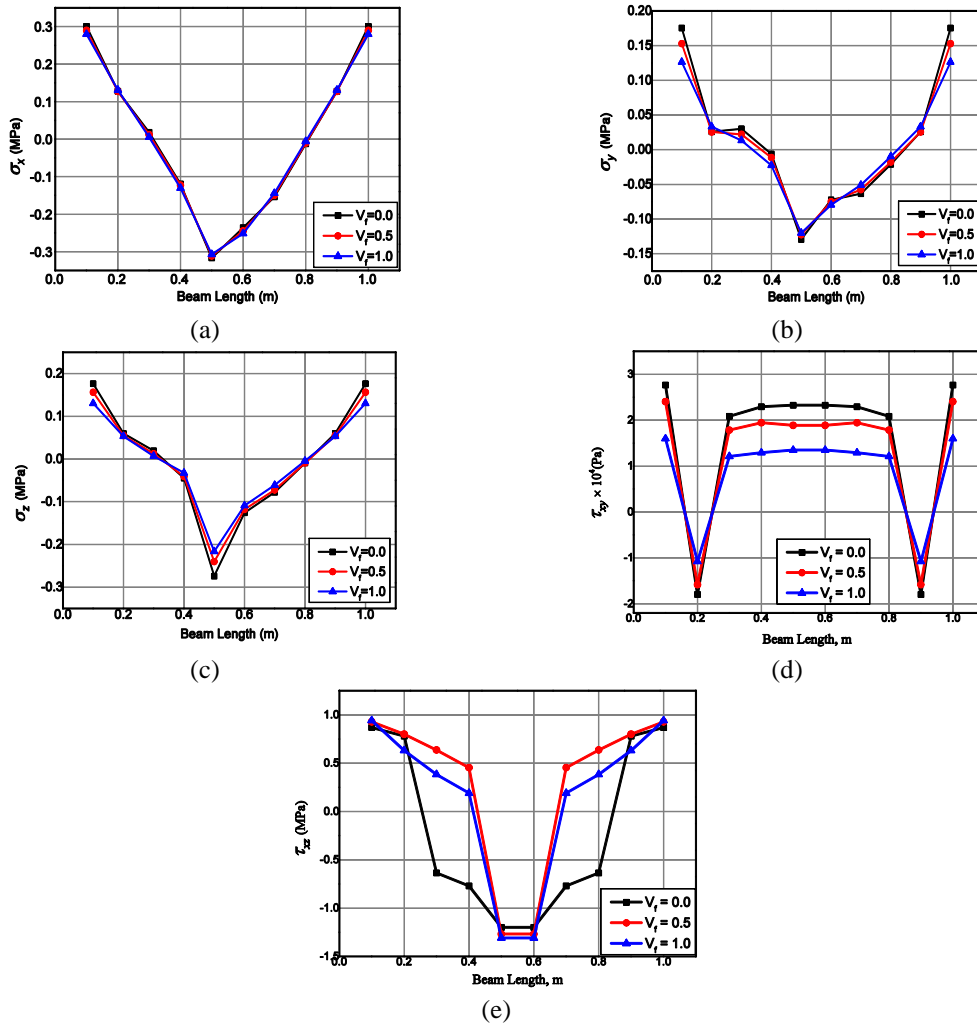 0.3
0.2
0.1
0.0
-0.1
-0.2
-0.3
σx (MPa)
0.0 0.2 0.4 0.6 0.8 1.0
Beam Length (m)
Vf=0.0
Vf=0.5
Vf=1.0
(a)
0.20
0.15
0.10
0.05
0.00
-0.05
-0.10
-0.15
σy (MPa)
0.0 0.2 0.4 0.6 0.8 1.0
Beam Length (m)
Vf=0.0
Vf=0.5
Vf=1.0
(b)
0.2
0.1
0.0
-0.1
-0.2
-0.3
σz (MPa)
0.0 0.2 0.4 0.6 0.8 1.0
Beam Length (m)
Vf=0.0
Vf=0.5
Vf=1.0
(c)
3
2
1
0
-1
-2
τxy × 10⁴(Pa)
0.0 0.2 0.4 0.6 0.8 1.0
Beam Length, m
Vf = 0.0
Vf = 0.5
Vf = 1.0
(d)
1.0
0.5
0.0
-0.5
-1.0
-1.5
τxz (MPa)
0.0 0.2 0.4 0.6 0.8 1.0
Beam Length, m
Vf = 0.0
Vf = 0.5
Vf = 1.0
(e)